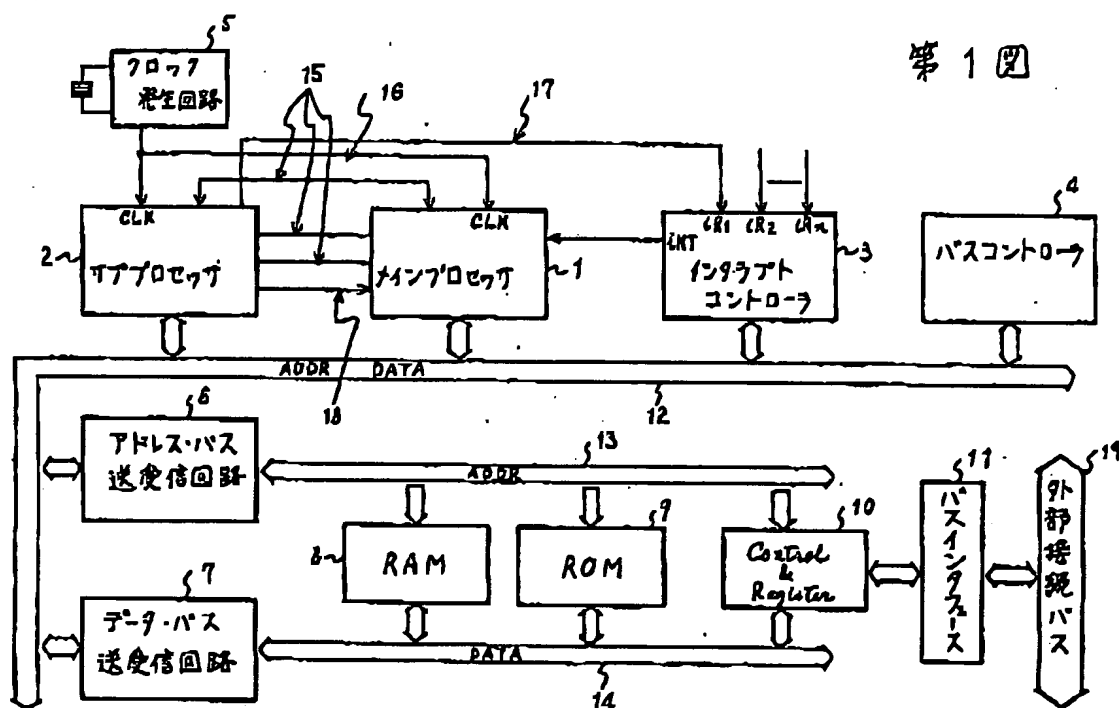 第1図
5
クロック
発生回路
15
16
17
CLK
CLK
INT
iR1
iR2
iRn
2
サブプロセッサ
メインプロセッサ
1
インタラプト
コントローラ
3
4
バスコントローラ
ADDR
DATA
18
12
6
アドレス・バス
送受信回路
13
ADDR
8
RAM
9
ROM
10
Control
&
Register
11
バスインタフェース
19
外部接続バス
7
データ・バス
送受信回路
DATA
14